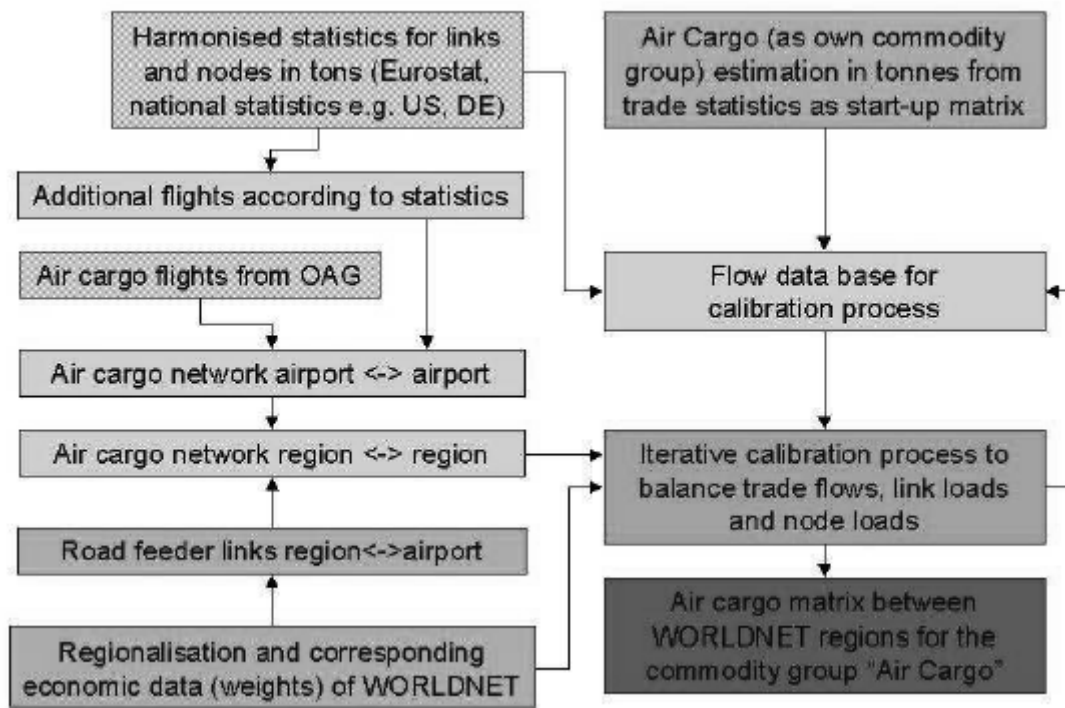 Harmonised statistics for links
and nodes in tons (Eurostat,
national statistics e.g. US, DE)
Air Cargo (as own commodity
group) estimation in tonnes from
trade statistics as start-up matrix
Additional flights according to statistics
Air cargo flights from OAG
Flow data base for
calibration process
Air cargo network airport <-> airport
Air cargo network region <-> region
Iterative calibration process to
balance trade flows, link loads
and node loads
Road feeder links region<->airport
Air cargo matrix between
WORLDNET regions for the
commodity group "Air Cargo"
Regionalisation and corresponding
economic data (weights) of WORLDNET